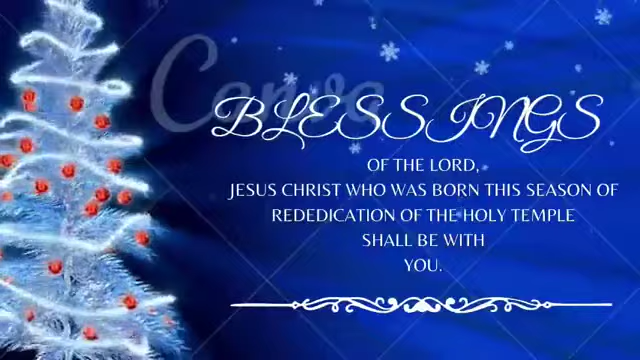 Canva
BLESSINGS
OF THE LORD,
JESUS CHRIST WHO WAS BORN THIS SEASON OF
REDEDICATION OF THE HOLY TEMPLE
SHALL BE WITH
YOU.